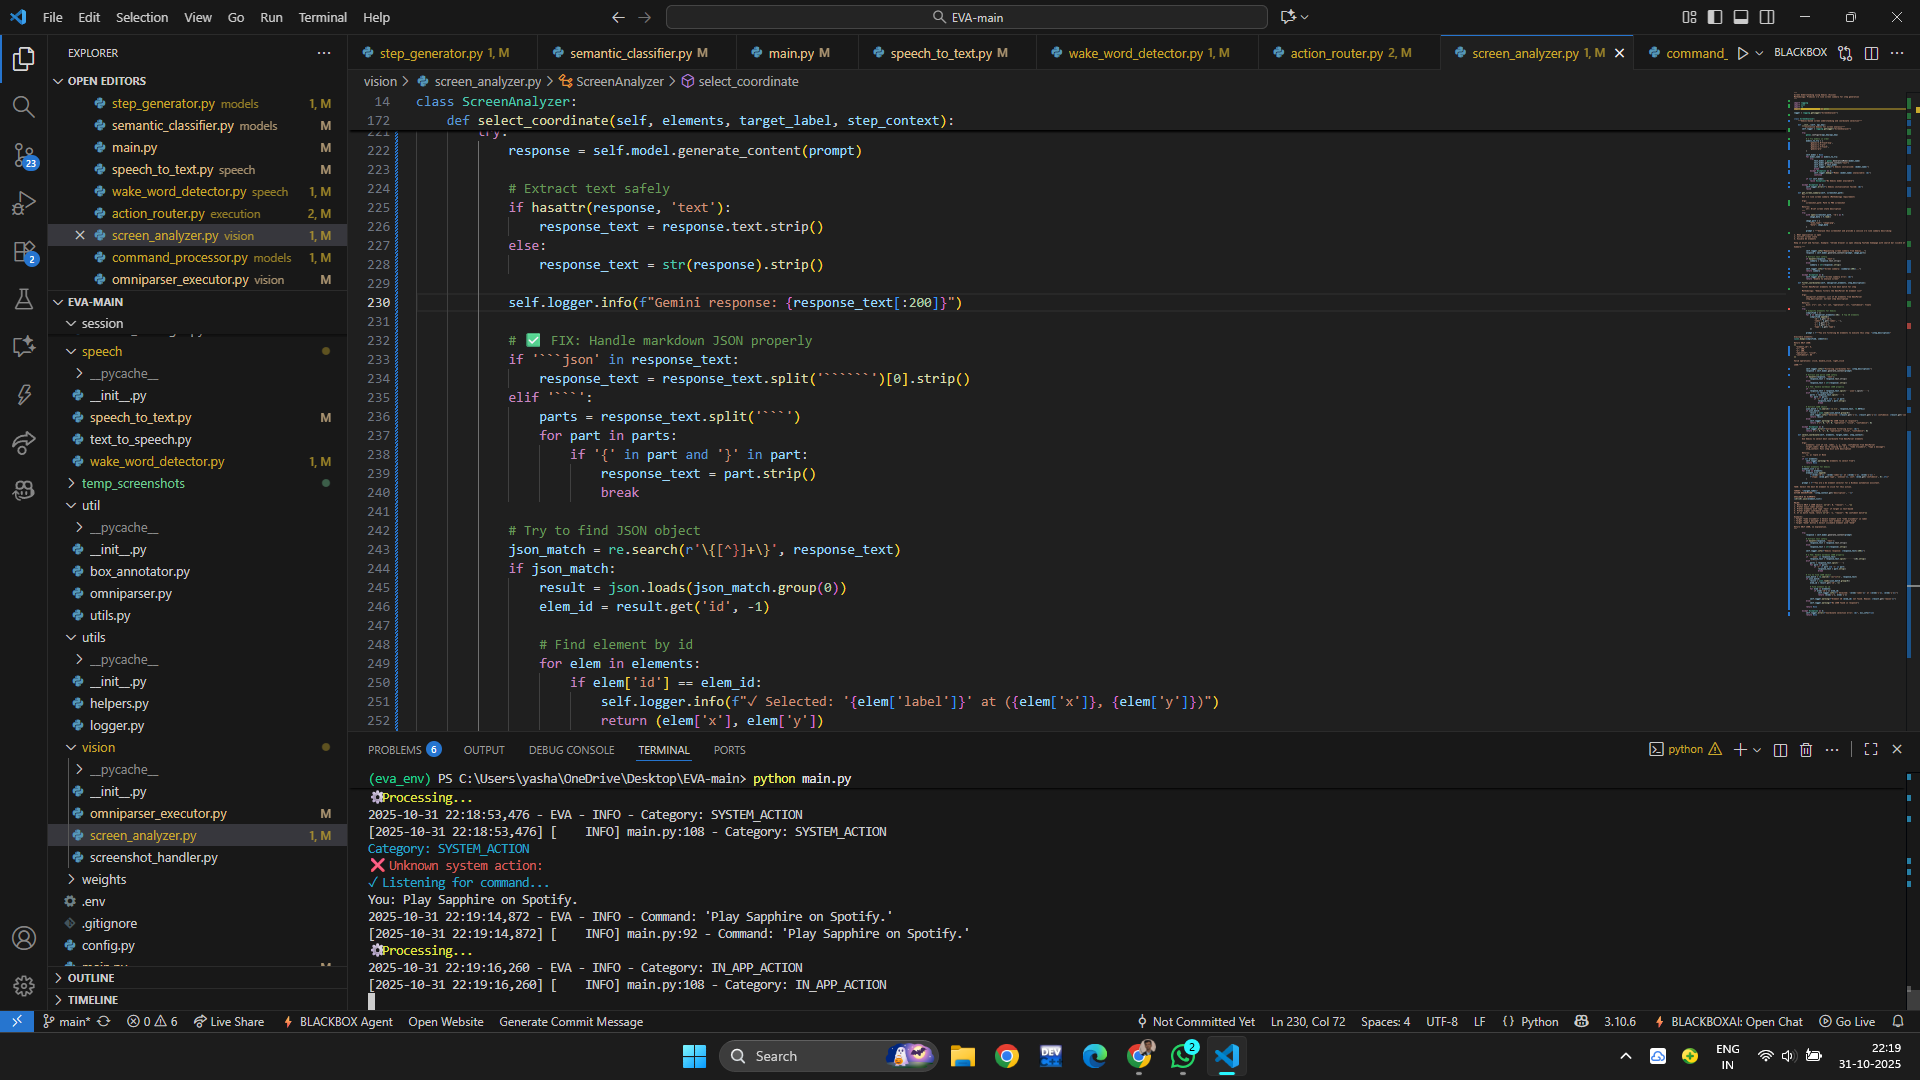 File Edit Selection View Go Run Terminal Help
EVA-main
EXPLORER
OPEN EDITORS
step_generator.py models 1, M
semantic_classifier.py models M
main.py M
speech_to_text.py speech M
wake_word_detector.py speech 1, M
action_router.py execution 2, M
screen_analyzer.py vision 1, M
command_processor.py models 1, M
omniparser_executor.py vision M
EVA-MAIN
session
speech
__pycache__
__init__.py
speech_to_text.py M
text_to_speech.py
wake_word_detector.py 1, M
temp_screenshots
util
__pycache__
__init__.py
box_annotator.py
omniparser.py
utils.py
utils
__pycache__
__init__.py
helpers.py
logger.py
vision
__pycache__
__init__.py
omniparser_executor.py M
screen_analyzer.py 1, M
screenshot_handler.py
weights
.env
.gitignore
config.py
OUTLINE
TIMELINE
23
2
step_generator.py 1, M semantic_classifier.py M main.py M speech_to_text.py M wake_word_detector.py 1, M action_router.py 2, M screen_analyzer.py 1, M command_ BLACKBOX
vision > screen_analyzer.py > ScreenAnalyzer > select_coordinate
14 class ScreenAnalyzer:
172 def select_coordinate(self, elements, target_label, step_context):
221 try:
222 response = self.model.generate_content(prompt)
223
224 # Extract text safely
225 if hasattr(response, 'text'):
226 response_text = response.text.strip()
227 else:
228 response_text = str(response).strip()
229
230 self.logger.info(f"Gemini response: {response_text[:200]}")
231
232 # ✅ FIX: Handle markdown JSON properly
233 if '```json' in response_text:
234 response_text = response_text.split('``````')[0].strip()
235 elif '```':
236 parts = response_text.split('```')
237 for part in parts:
238 if '{' in part and '}' in part:
239 response_text = part.strip()
240 break
241
242 # Try to find JSON object
243 json_match = re.search(r'\{[^}]+\}', response_text)
244 if json_match:
245 result = json.loads(json_match.group(0))
246 elem_id = result.get('id', -1)
247
248 # Find element by id
249 for elem in elements:
250 if elem['id'] == elem_id:
251 self.logger.info(f"✓ Selected: '{elem['label']}' at ({elem['x']}, {elem['y']})")
252 return (elem['x'], elem['y'])
PROBLEMS 6 OUTPUT DEBUG CONSOLE TERMINAL PORTS
python
(eva_env) PS C:\Users\yasha\OneDrive\Desktop\EVA-main> python main.py
⚙Processing...
2025-10-31 22:18:53,476 - EVA - INFO - Category: SYSTEM_ACTION
[2025-10-31 22:18:53,476] [ INFO] main.py:108 - Category: SYSTEM_ACTION
Category: SYSTEM_ACTION
❌ Unknown system action:
✓ Listening for command...
You: Play Sapphire on Spotify.
2025-10-31 22:19:14,872 - EVA - INFO - Command: 'Play Sapphire on Spotify.'
[2025-10-31 22:19:14,872] [ INFO] main.py:92 - Command: 'Play Sapphire on Spotify.'
⚙Processing...
2025-10-31 22:19:16,260 - EVA - INFO - Category: IN_APP_ACTION
[2025-10-31 22:19:16,260] [ INFO] main.py:108 - Category: IN_APP_ACTION
main* 0 6 Live Share BLACKBOX Agent Open Website Generate Commit Message Not Committed Yet Ln 230, Col 72 Spaces: 4 UTF-8 LF Python 3.10.6 BLACKBOXAI: Open Chat Go Live
Search
DEV
2
ENG
IN
22:19
31-10-2025